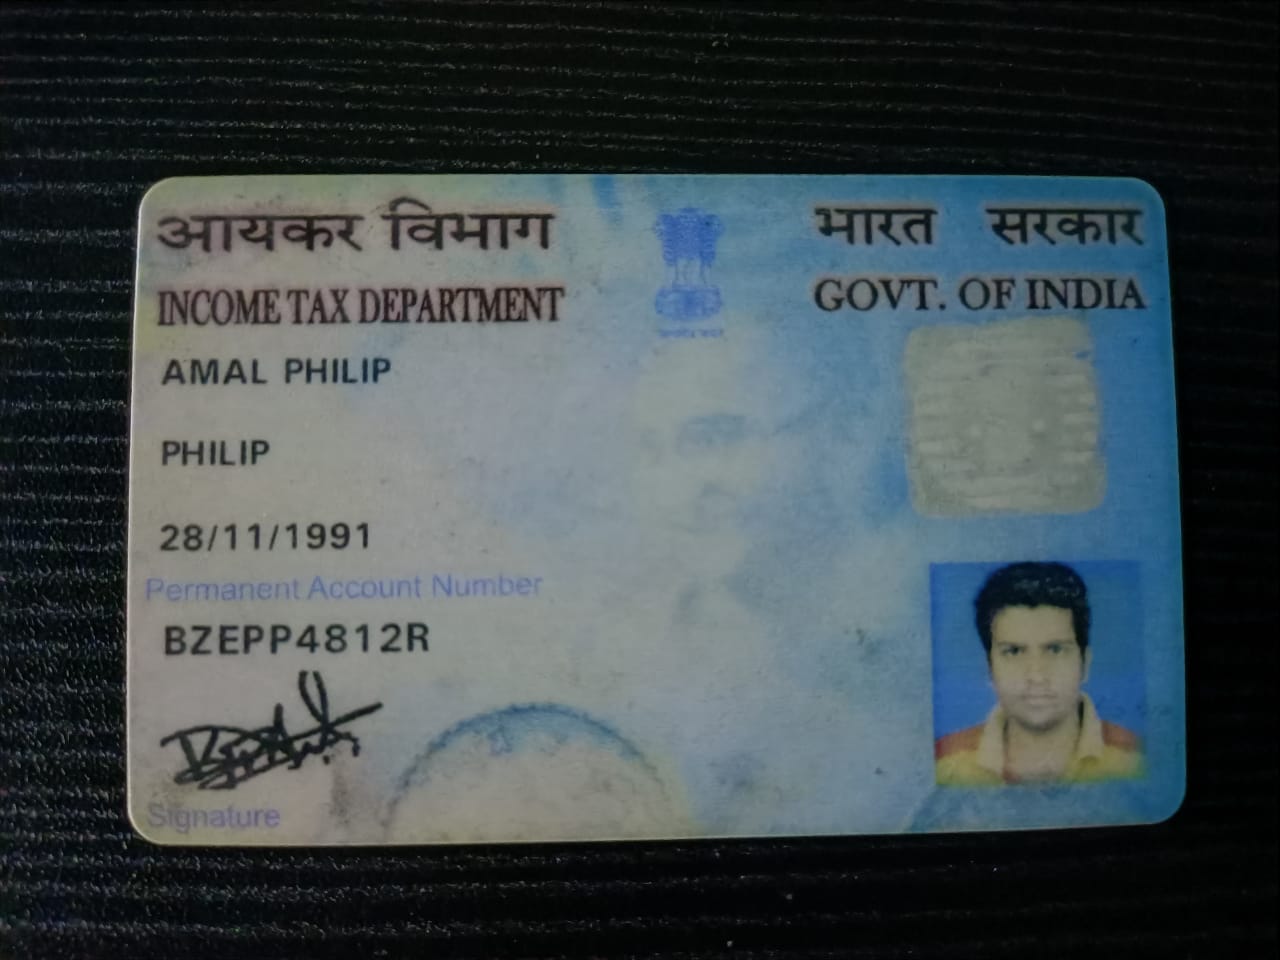 आयकर विभाग
भारत सरकार
INCOME TAX DEPARTMENT
GOVT. OF INDIA
AMAL PHILIP
PHILIP
28/11/1991
Permanent Account Number
BZEPP4812R
Signature